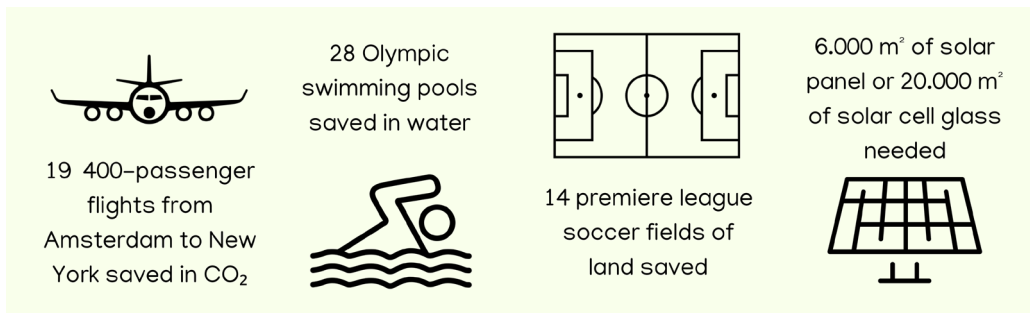 19 400-passenger
flights from
Amsterdam to New
York saved in CO₂
28 Olympic
swimming pools
saved in water
14 premiere league
soccer fields of
land saved
6.000 m² of solar
panel or 20.000 m²
of solar cell glass
needed